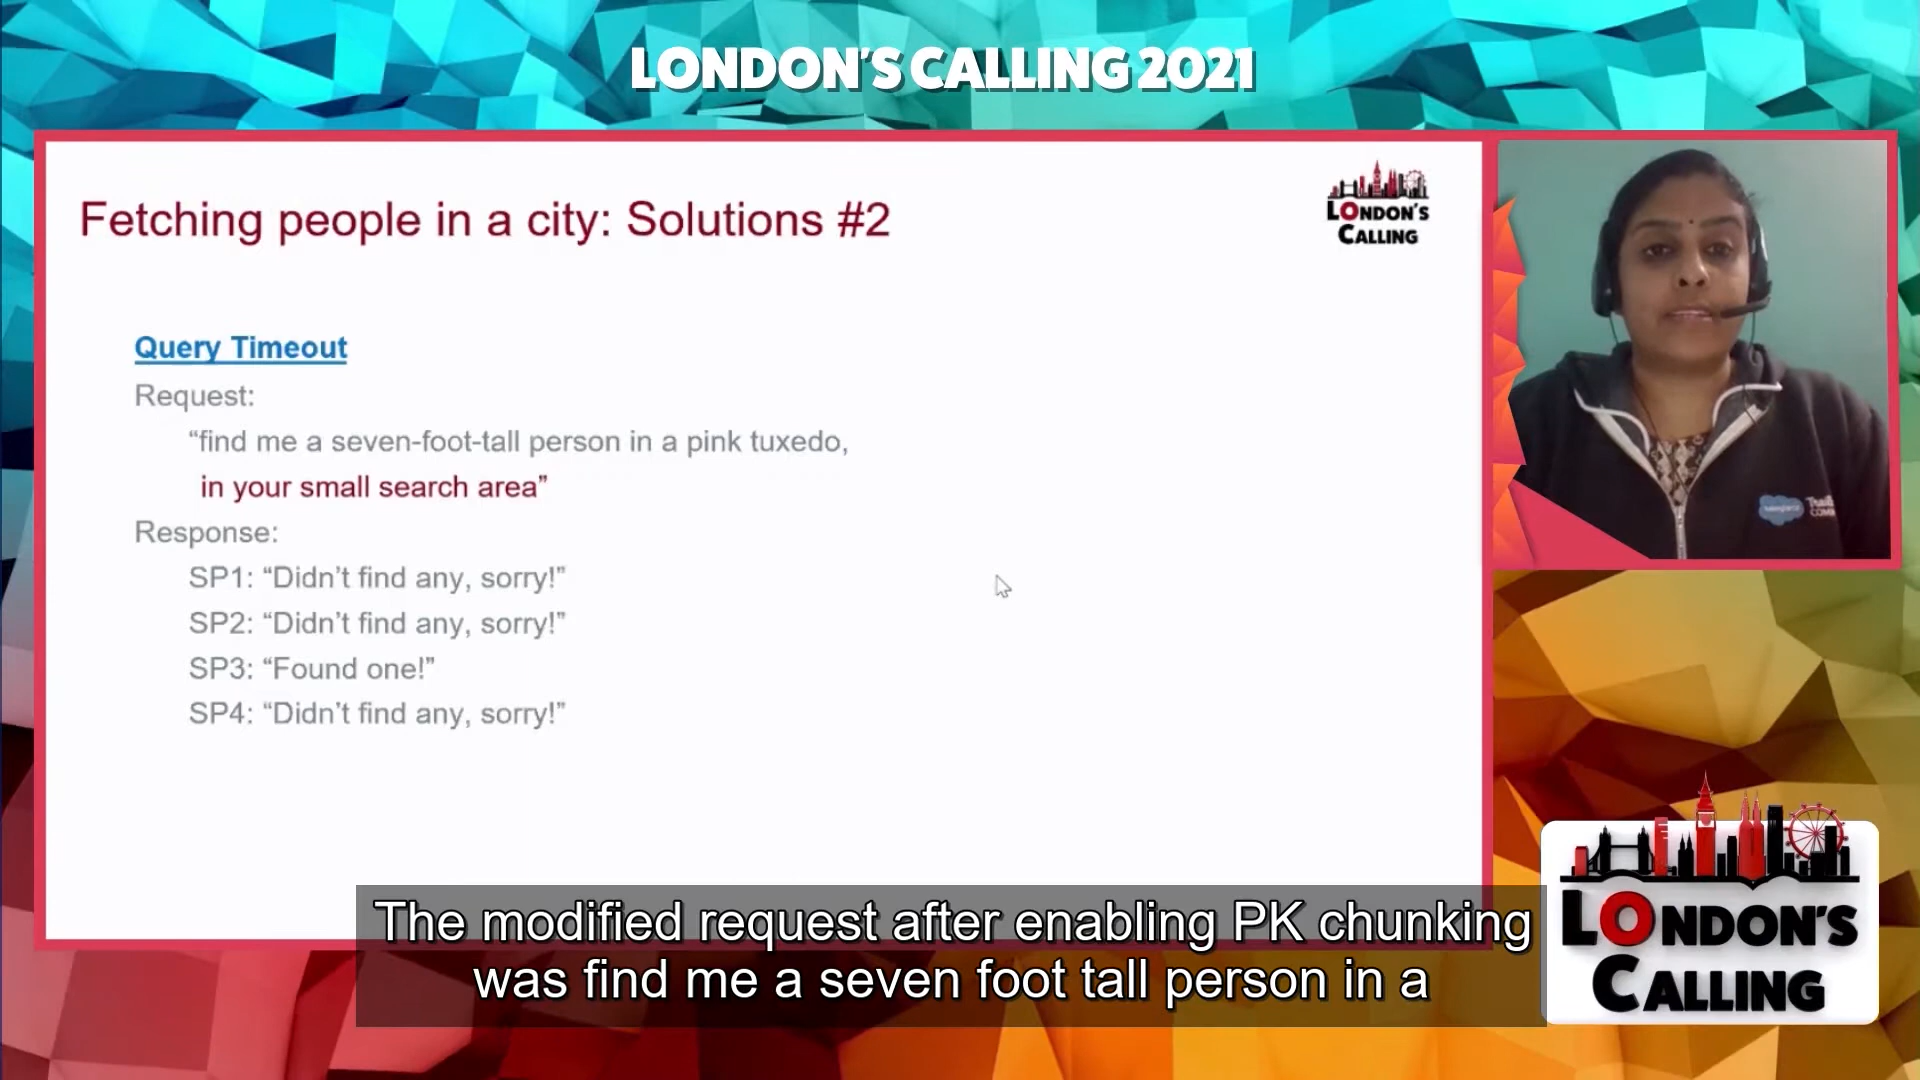 LONDON'S CALLING 2021
Fetching people in a city: Solutions #2
LONDON'S
CALLING
Query Timeout
Request:
“find me a seven-foot-tall person in a pink tuxedo,
in your small search area”
Response:
SP1: “Didn’t find any, sorry!”
SP2: “Didn’t find any, sorry!”
SP3: “Found one!”
SP4: “Didn’t find any, sorry!”
The modified request after enabling PK chunking
was find me a seven foot tall person in a
LONDON'S
CALLING